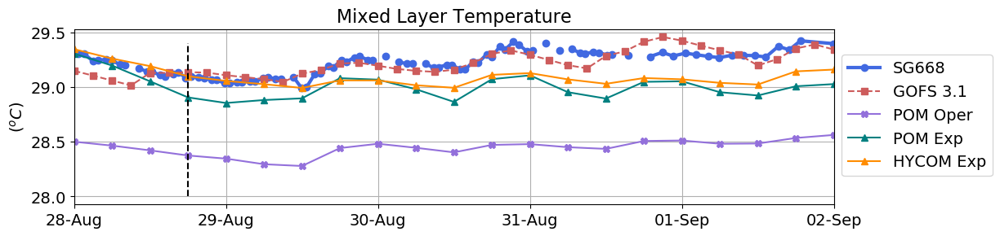 Mixed Layer Temperature
29.5
29.0
28.5
28.0
(°C)
28-Aug
29-Aug
30-Aug
31-Aug
01-Sep
02-Sep
SG668
GOFS 3.1
POM Oper
POM Exp
HYCOM Exp